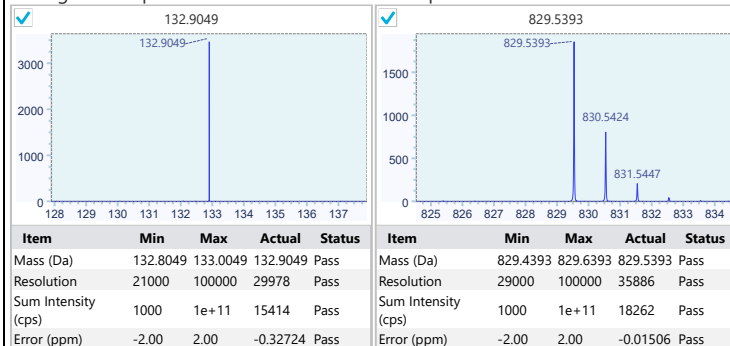 132.9049
132.9049
3000
2000
1000
0
128 129 130 131 132 133 134 135 136 137
Item Min Max Actual Status
Mass (Da) 132.8049 133.0049 132.9049 Pass
Resolution 21000 100000 29978 Pass
Sum Intensity (cps) 1000 1e+11 15414 Pass
Error (ppm) -2.00 2.00 -0.32724 Pass
829.5393
829.5393
830.5424
831.5447
1500
1000
500
0
825 826 827 828 829 830 831 832 833 834
Item Min Max Actual Status
Mass (Da) 829.4393 829.6393 829.5393 Pass
Resolution 29000 100000 35886 Pass
Sum Intensity (cps) 1000 1e+11 18262 Pass
Error (ppm) -2.00 2.00 -0.01506 Pass